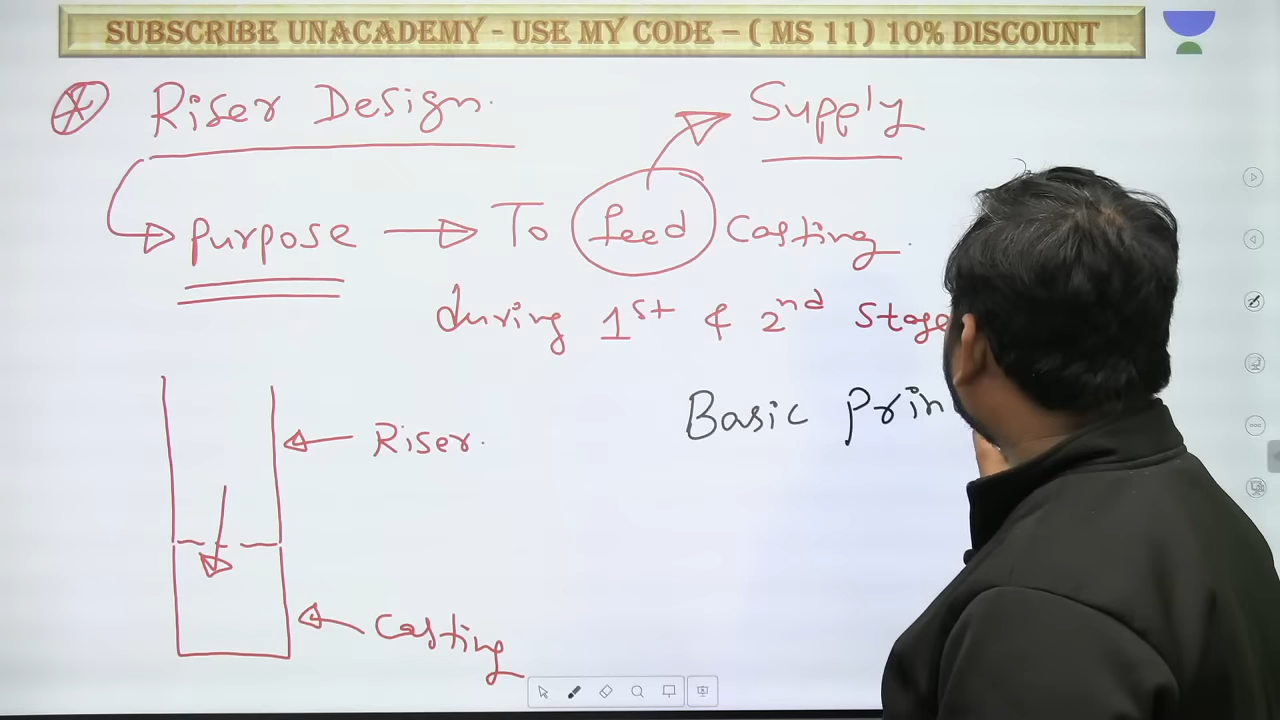 SUBSCRIBE UNACADEMY - USE MY CODE – ( MS 11) 10% DISCOUNT
Riser Design.
Supply
Purpose → To feed Casting.
during 1st & 2nd Stage
Basic Prin
Riser.
Casting